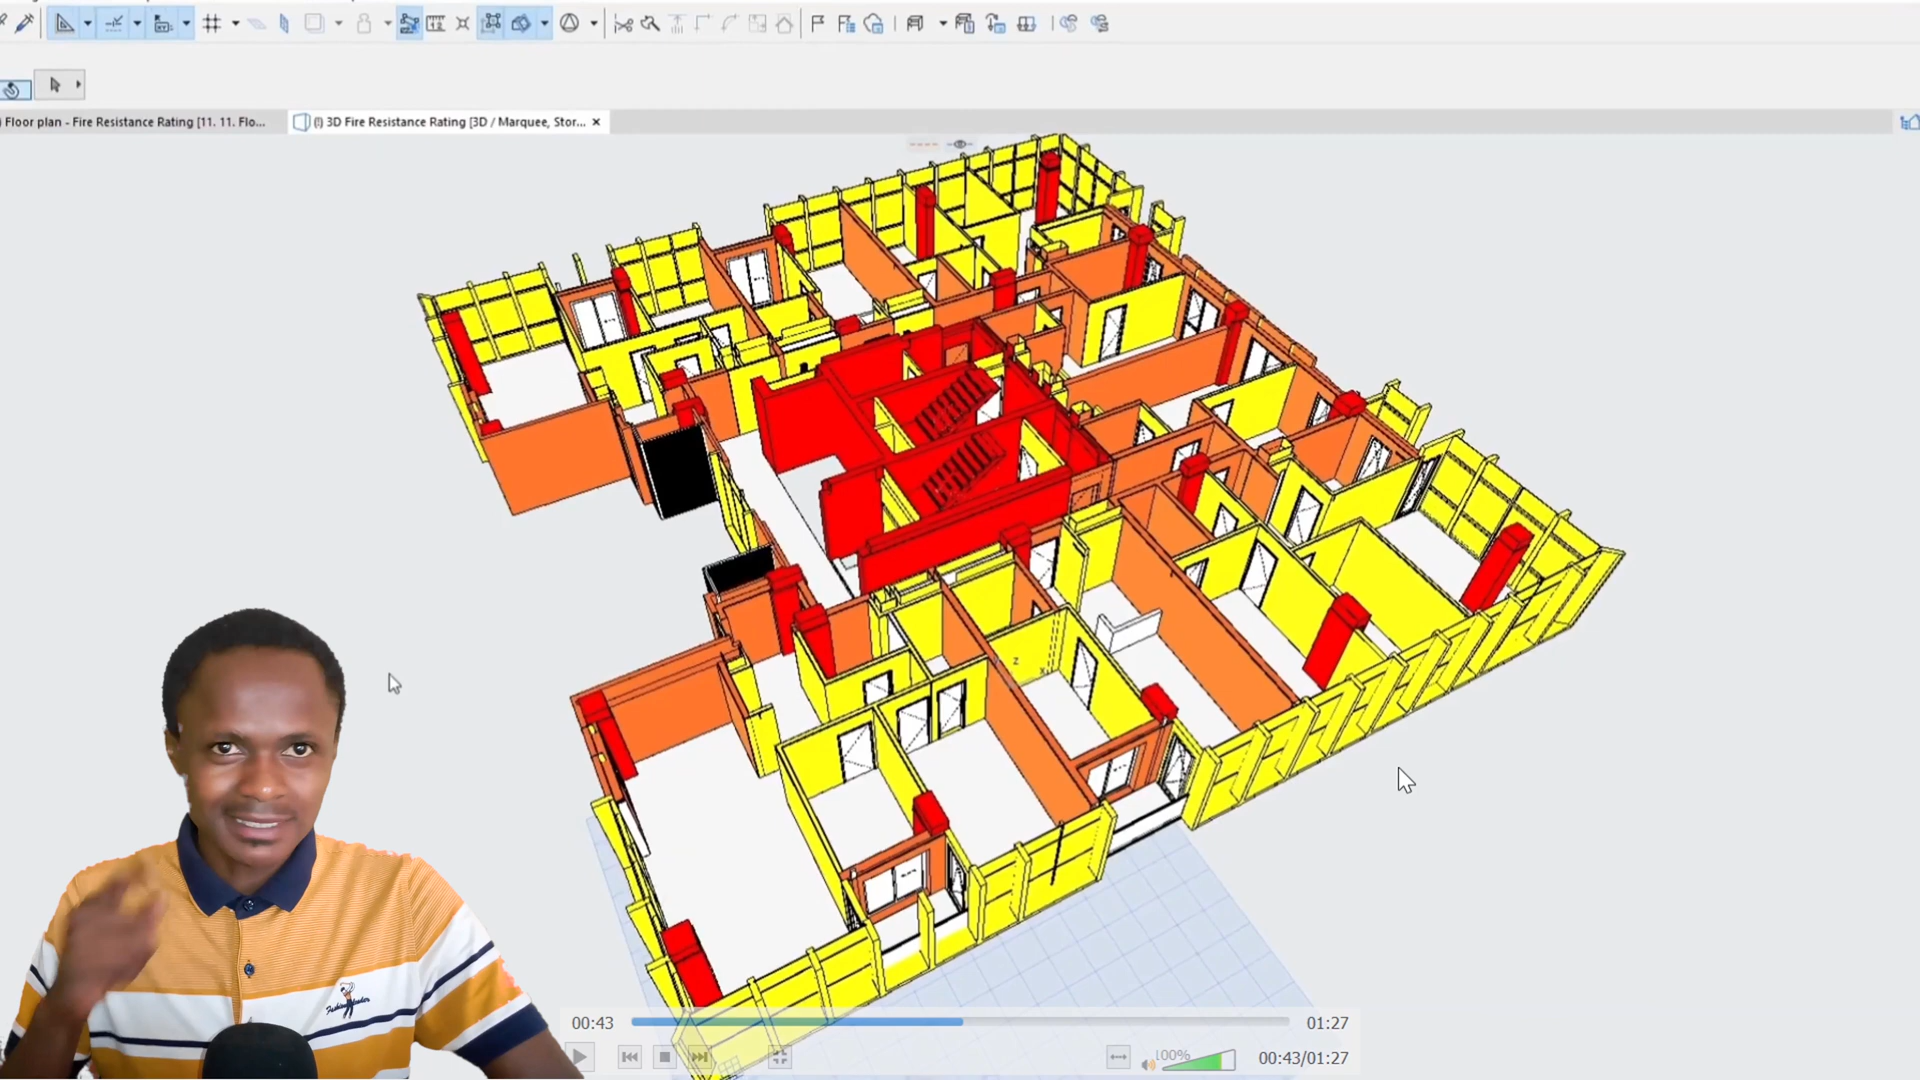 Floor plan - Fire Resistance Rating [11. 11. Flo...
(!) 3D Fire Resistance Rating [3D / Marquee, Stor...
z
x
00:43
01:27
100%
00:43/01:27